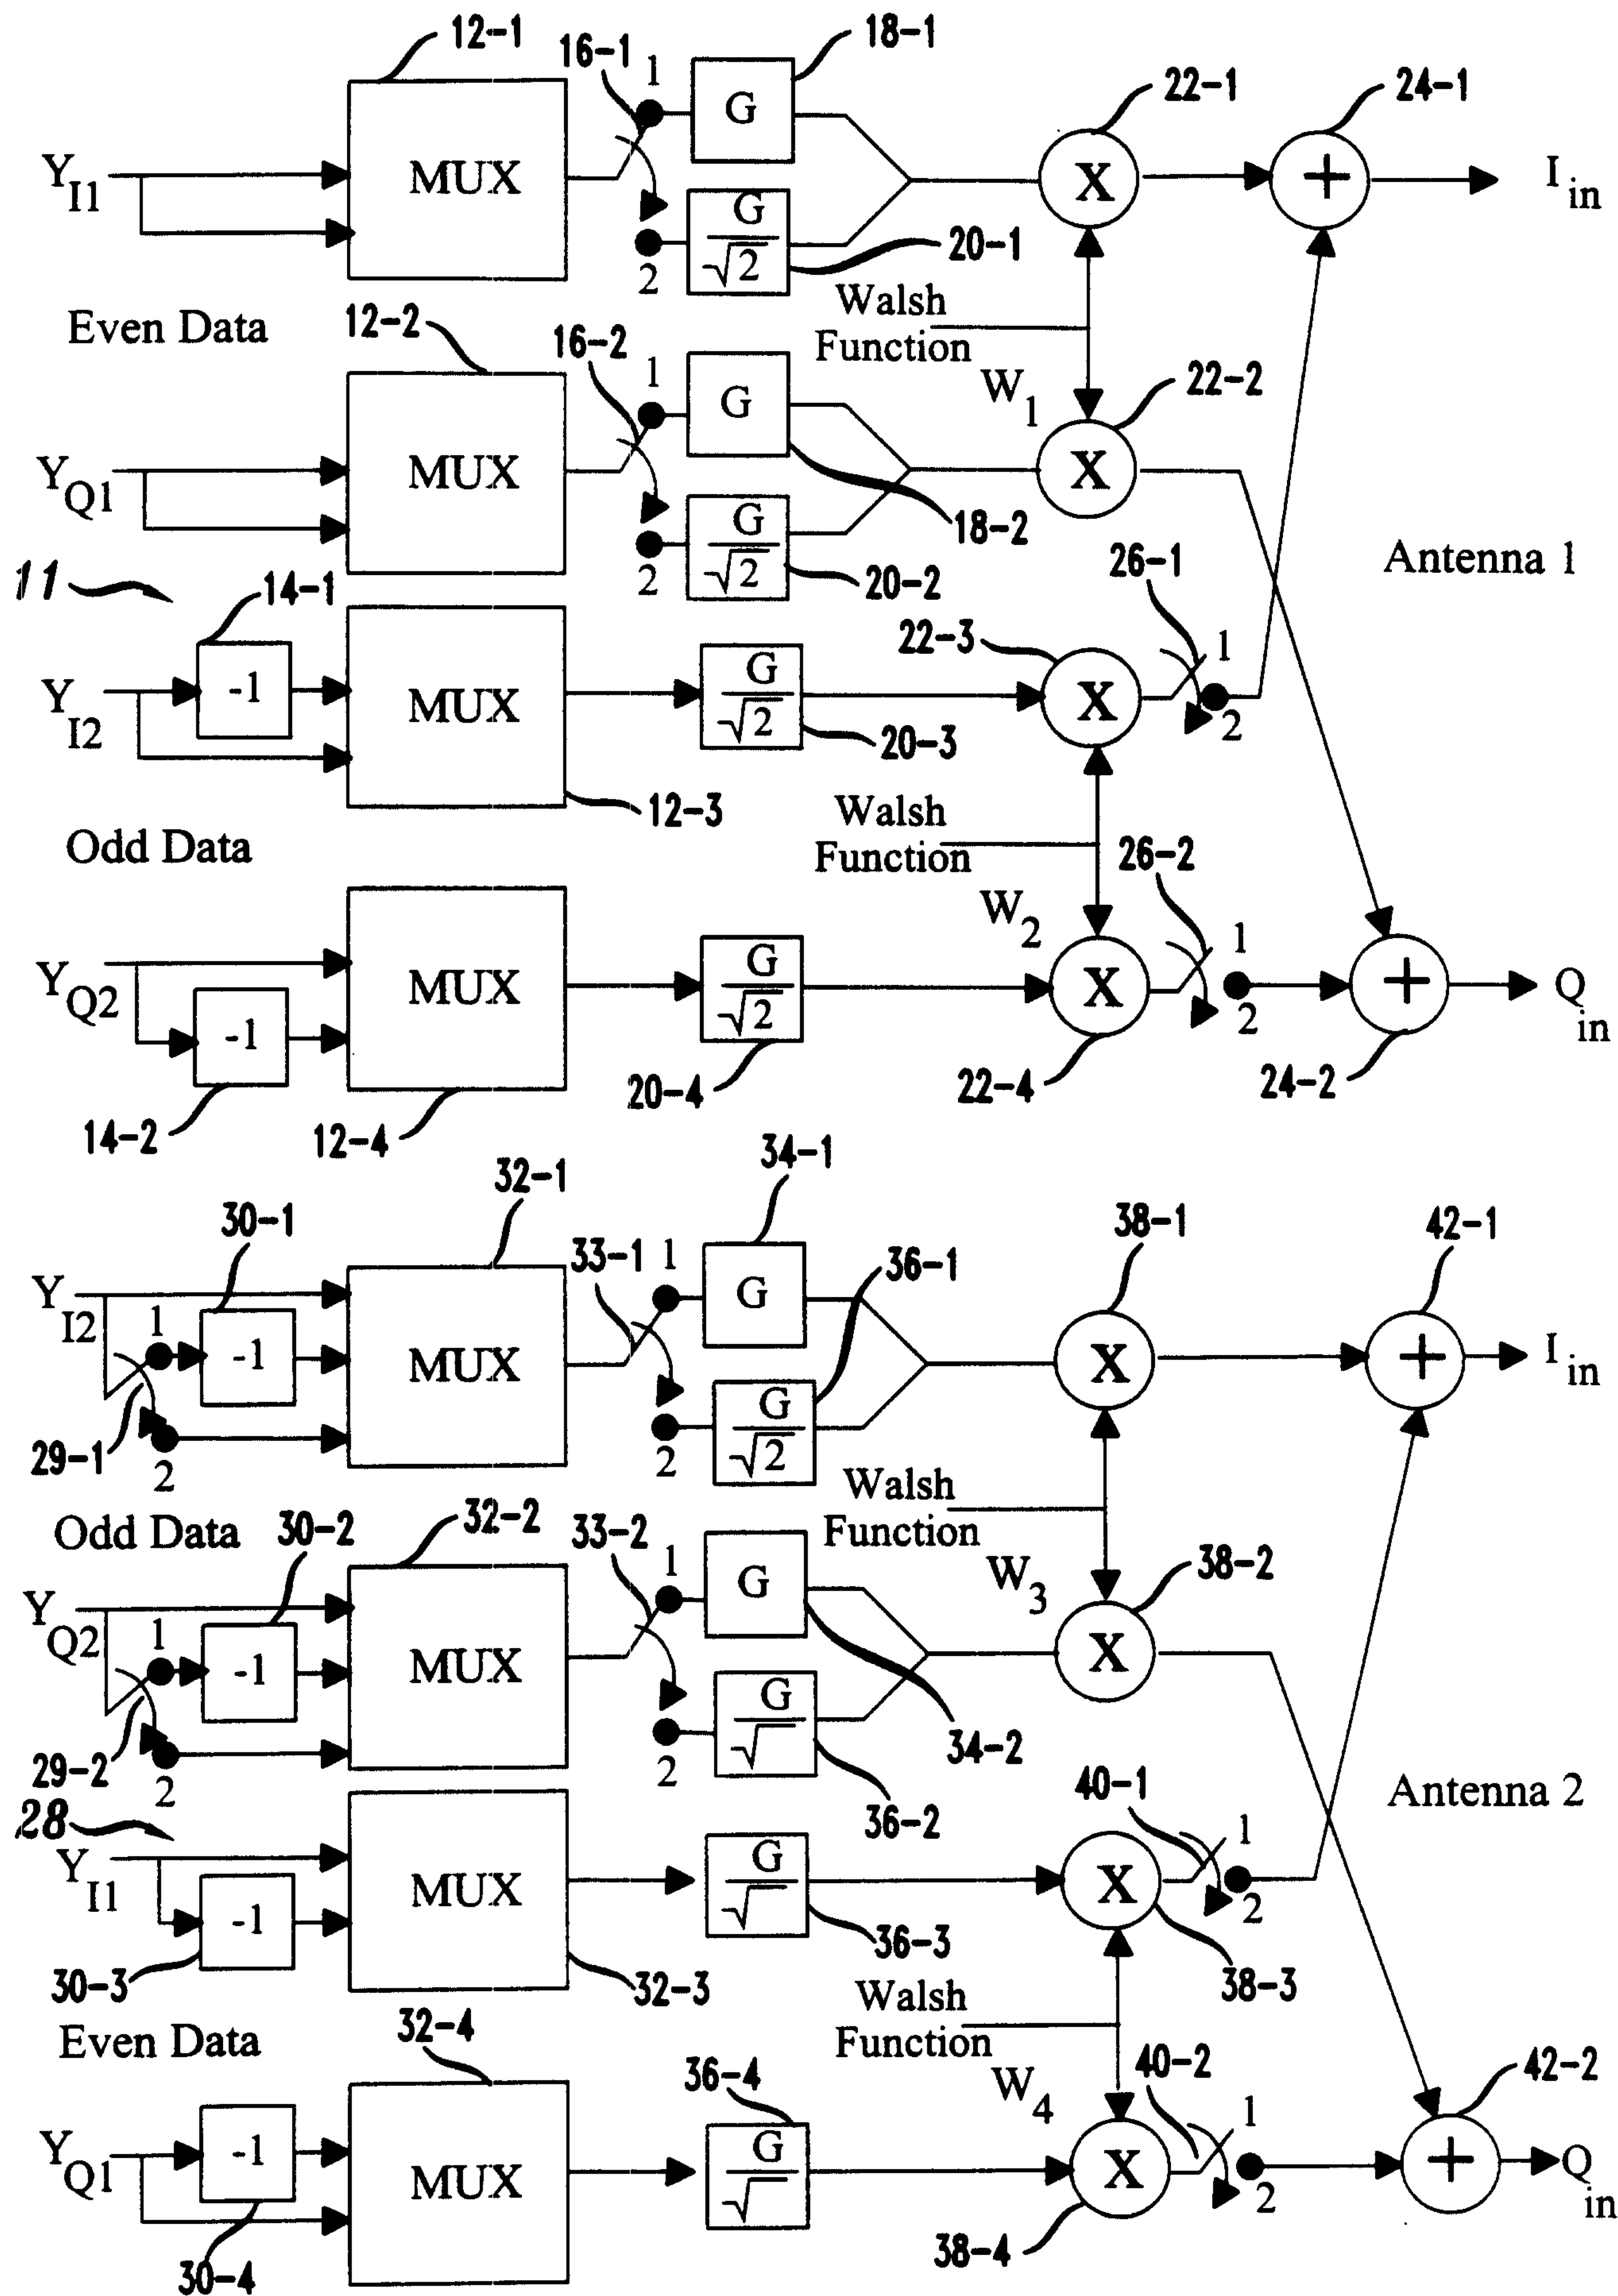 12-1
16-1
1
18-1
22-1
24-1
Y I1
MUX
G
X
+
I in
2
G/√2
20-1
Even Data
Walsh
Function
12-2
16-2
1
W1
22-2
Y Q1
MUX
G
18-2
X
2
G/√2
20-2
Antenna 1
11
14-1
26-1
Y I2
-1
MUX
G/√2
20-3
22-3
X
1
2
12-3
Odd Data
Walsh
Function
26-2
W2
Y Q2
-1
MUX
G/√2
X
1
2
+
Q in
14-2
12-4
20-4
22-4
24-2
32-1
34-1
30-1
33-1
1
36-1
38-1
42-1
Y I2
1
-1
MUX
G
X
+
I in
29-1
2
2
G/√2
Walsh
Function
Odd Data
30-2
32-2
33-2
1
W3
38-2
Y Q2
1
-1
MUX
G
34-2
X
29-2
2
2
G/√
36-2
Antenna 2
28
40-1
Y I1
-1
MUX
G/√
36-3
X
1
2
30-3
32-3
38-3
Even Data
Walsh
Function
32-4
36-4
W4
40-2
42-2
Y Q1
-1
MUX
G/√
X
1
2
+
Q in
30-4
38-4